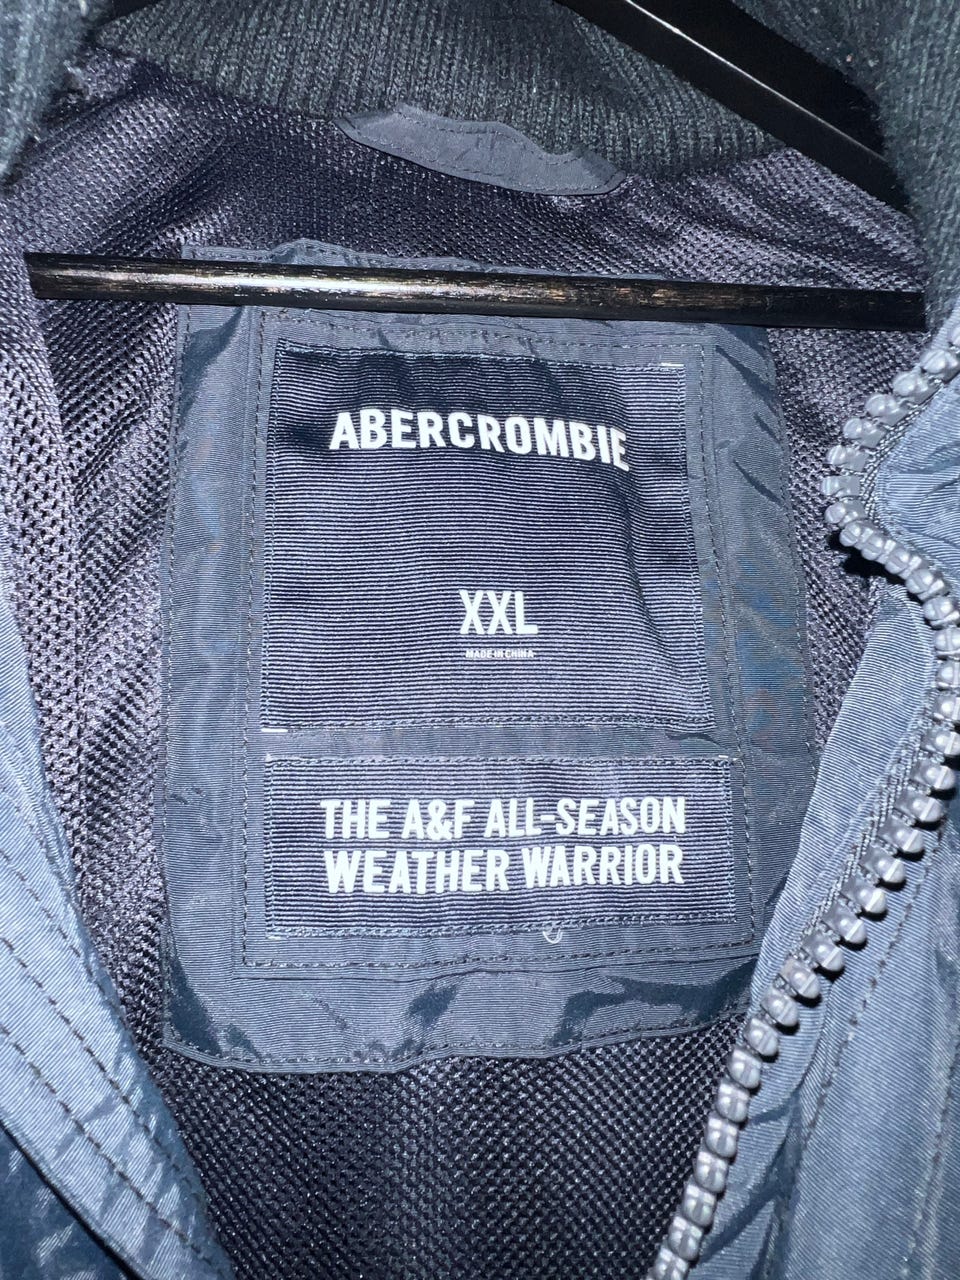 ABERCROMBIE
XXL
MADE IN CHINA
THE A&F ALL-SEASON
WEATHER WARRIOR